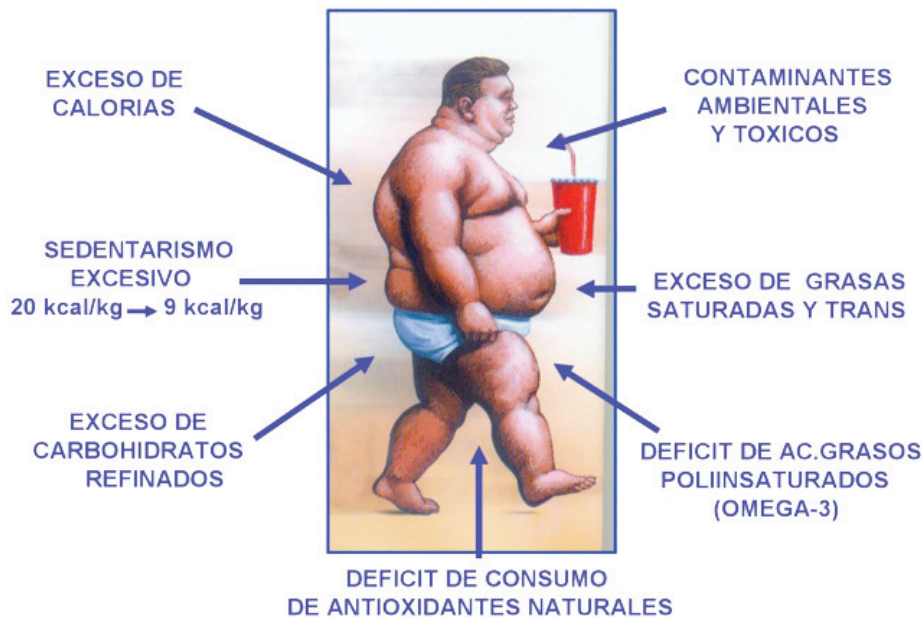 EXCESO DE
CALORIAS
CONTAMINANTES
AMBIENTALES
Y TOXICOS
SEDENTARISMO
EXCESIVO
20 kcal/kg → 9 kcal/kg
EXCESO DE GRASAS
SATURADAS Y TRANS
EXCESO DE
CARBOHIDRATOS
REFINADOS
DEFICIT DE AC.GRASOS
POLIINSATURADOS
(OMEGA-3)
DEFICIT DE CONSUMO
DE ANTIOXIDANTES NATURALES